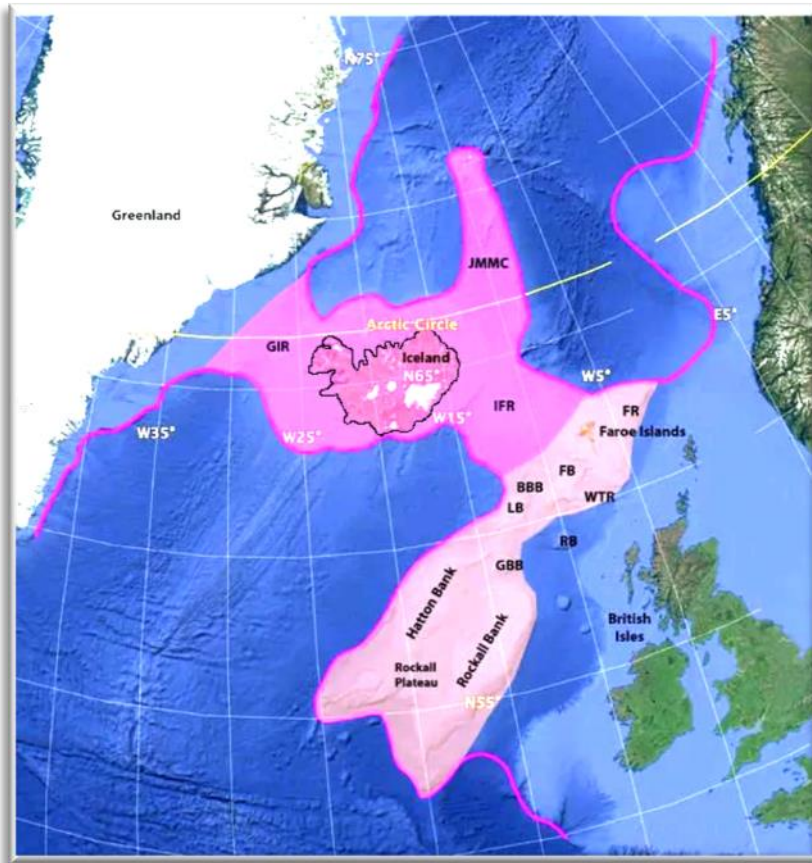 N75°
Greenland
JMMC
Arctic Circle
E5°
GIR
Iceland
N65°
W5°
W35°
W25°
W15°
IFR
FR
Faroe Islands
FB
BBB
WTR
LB
RB
GBB
Hatton Bank
British
Isles
Rockall Bank
Rockall
Plateau
N55°